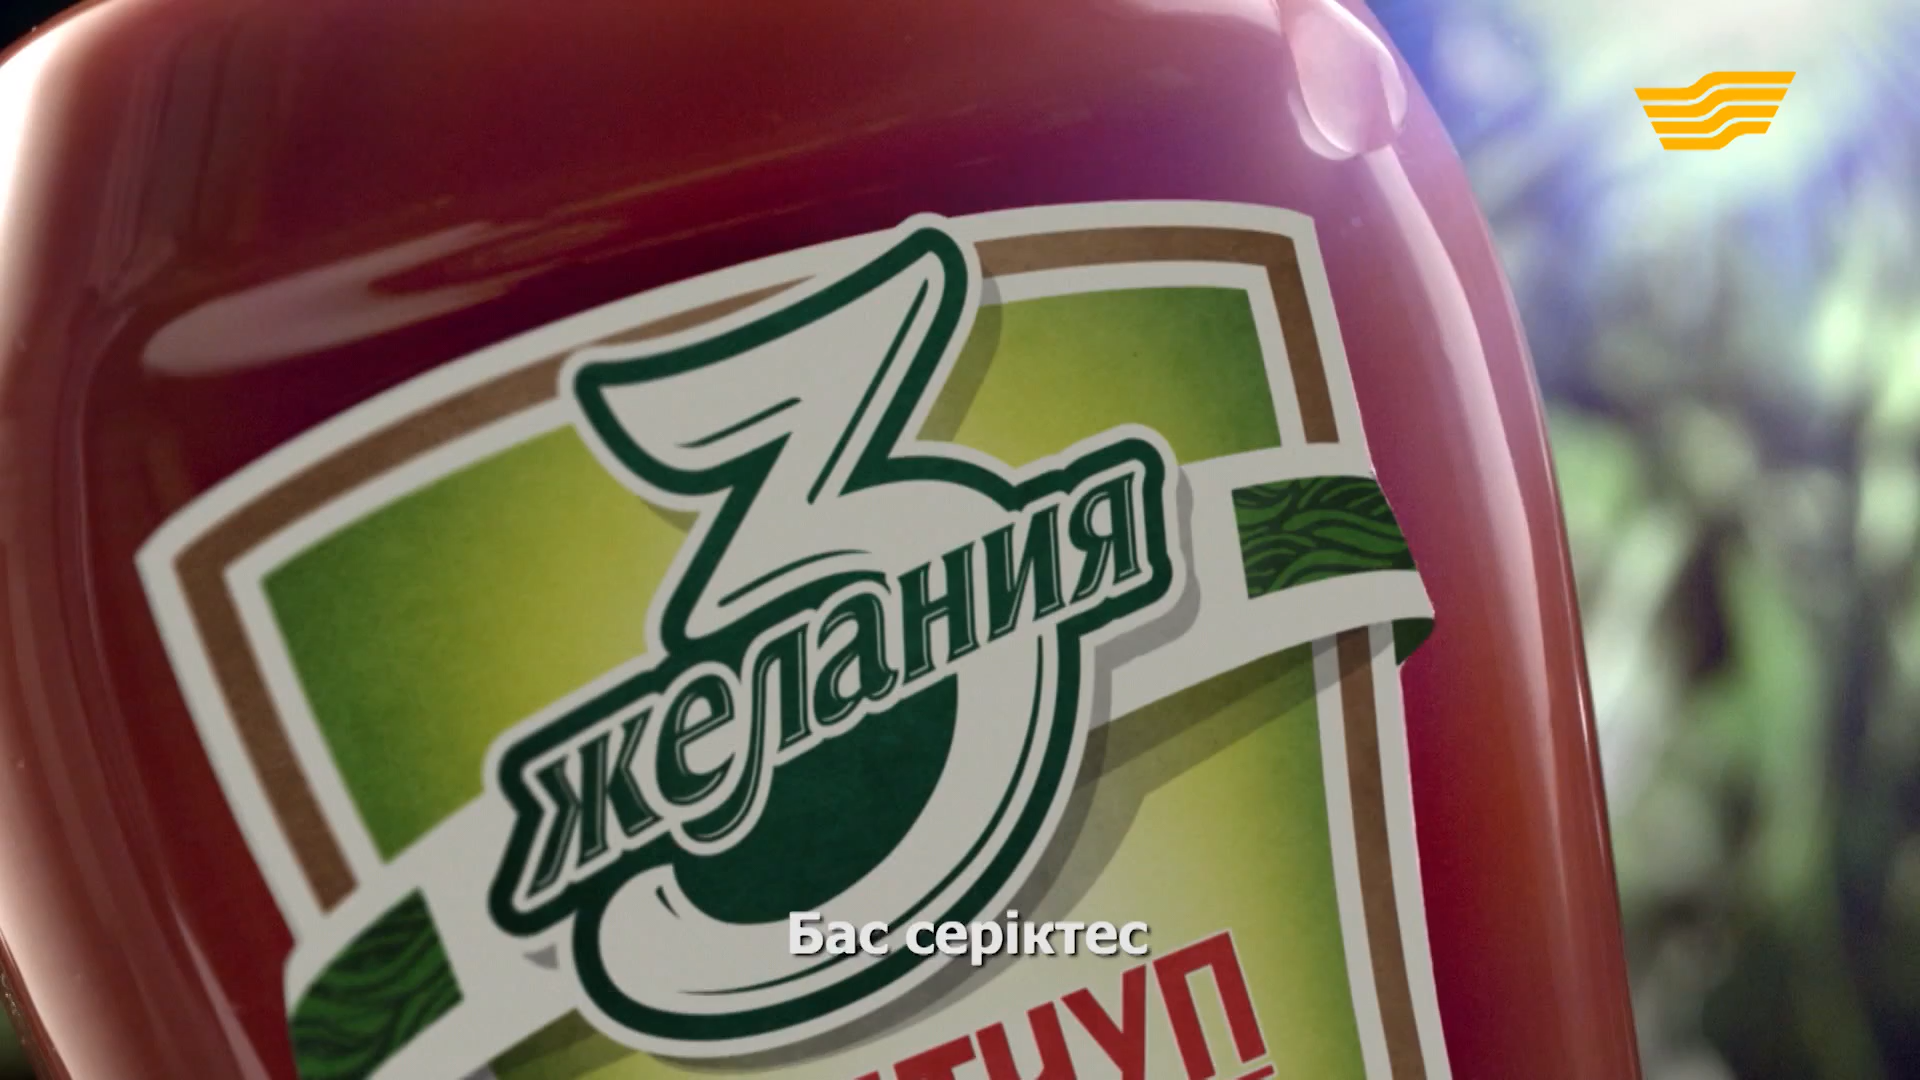 3
желания
Бас серіктес